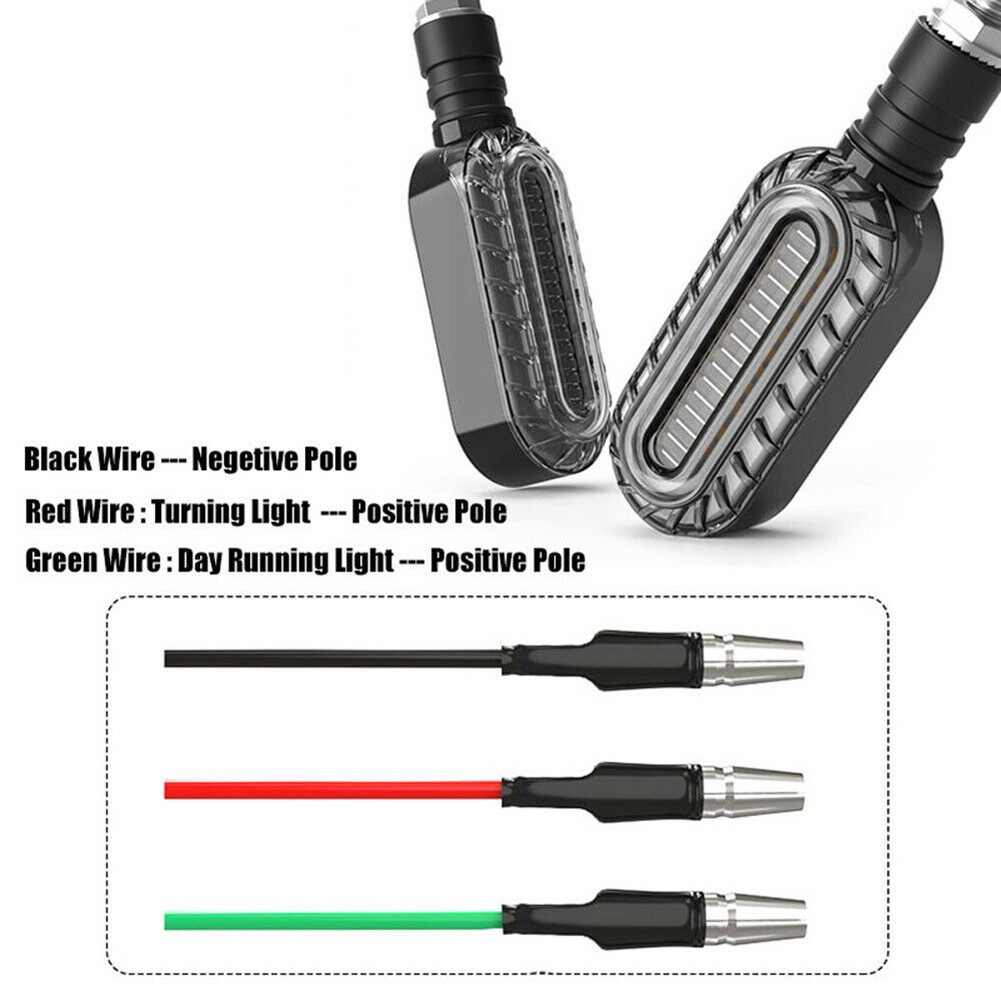 Black Wire --- Negetive Pole
Red Wire : Turning Light --- Positive Pole
Green Wire : Day Running Light --- Positive Pole